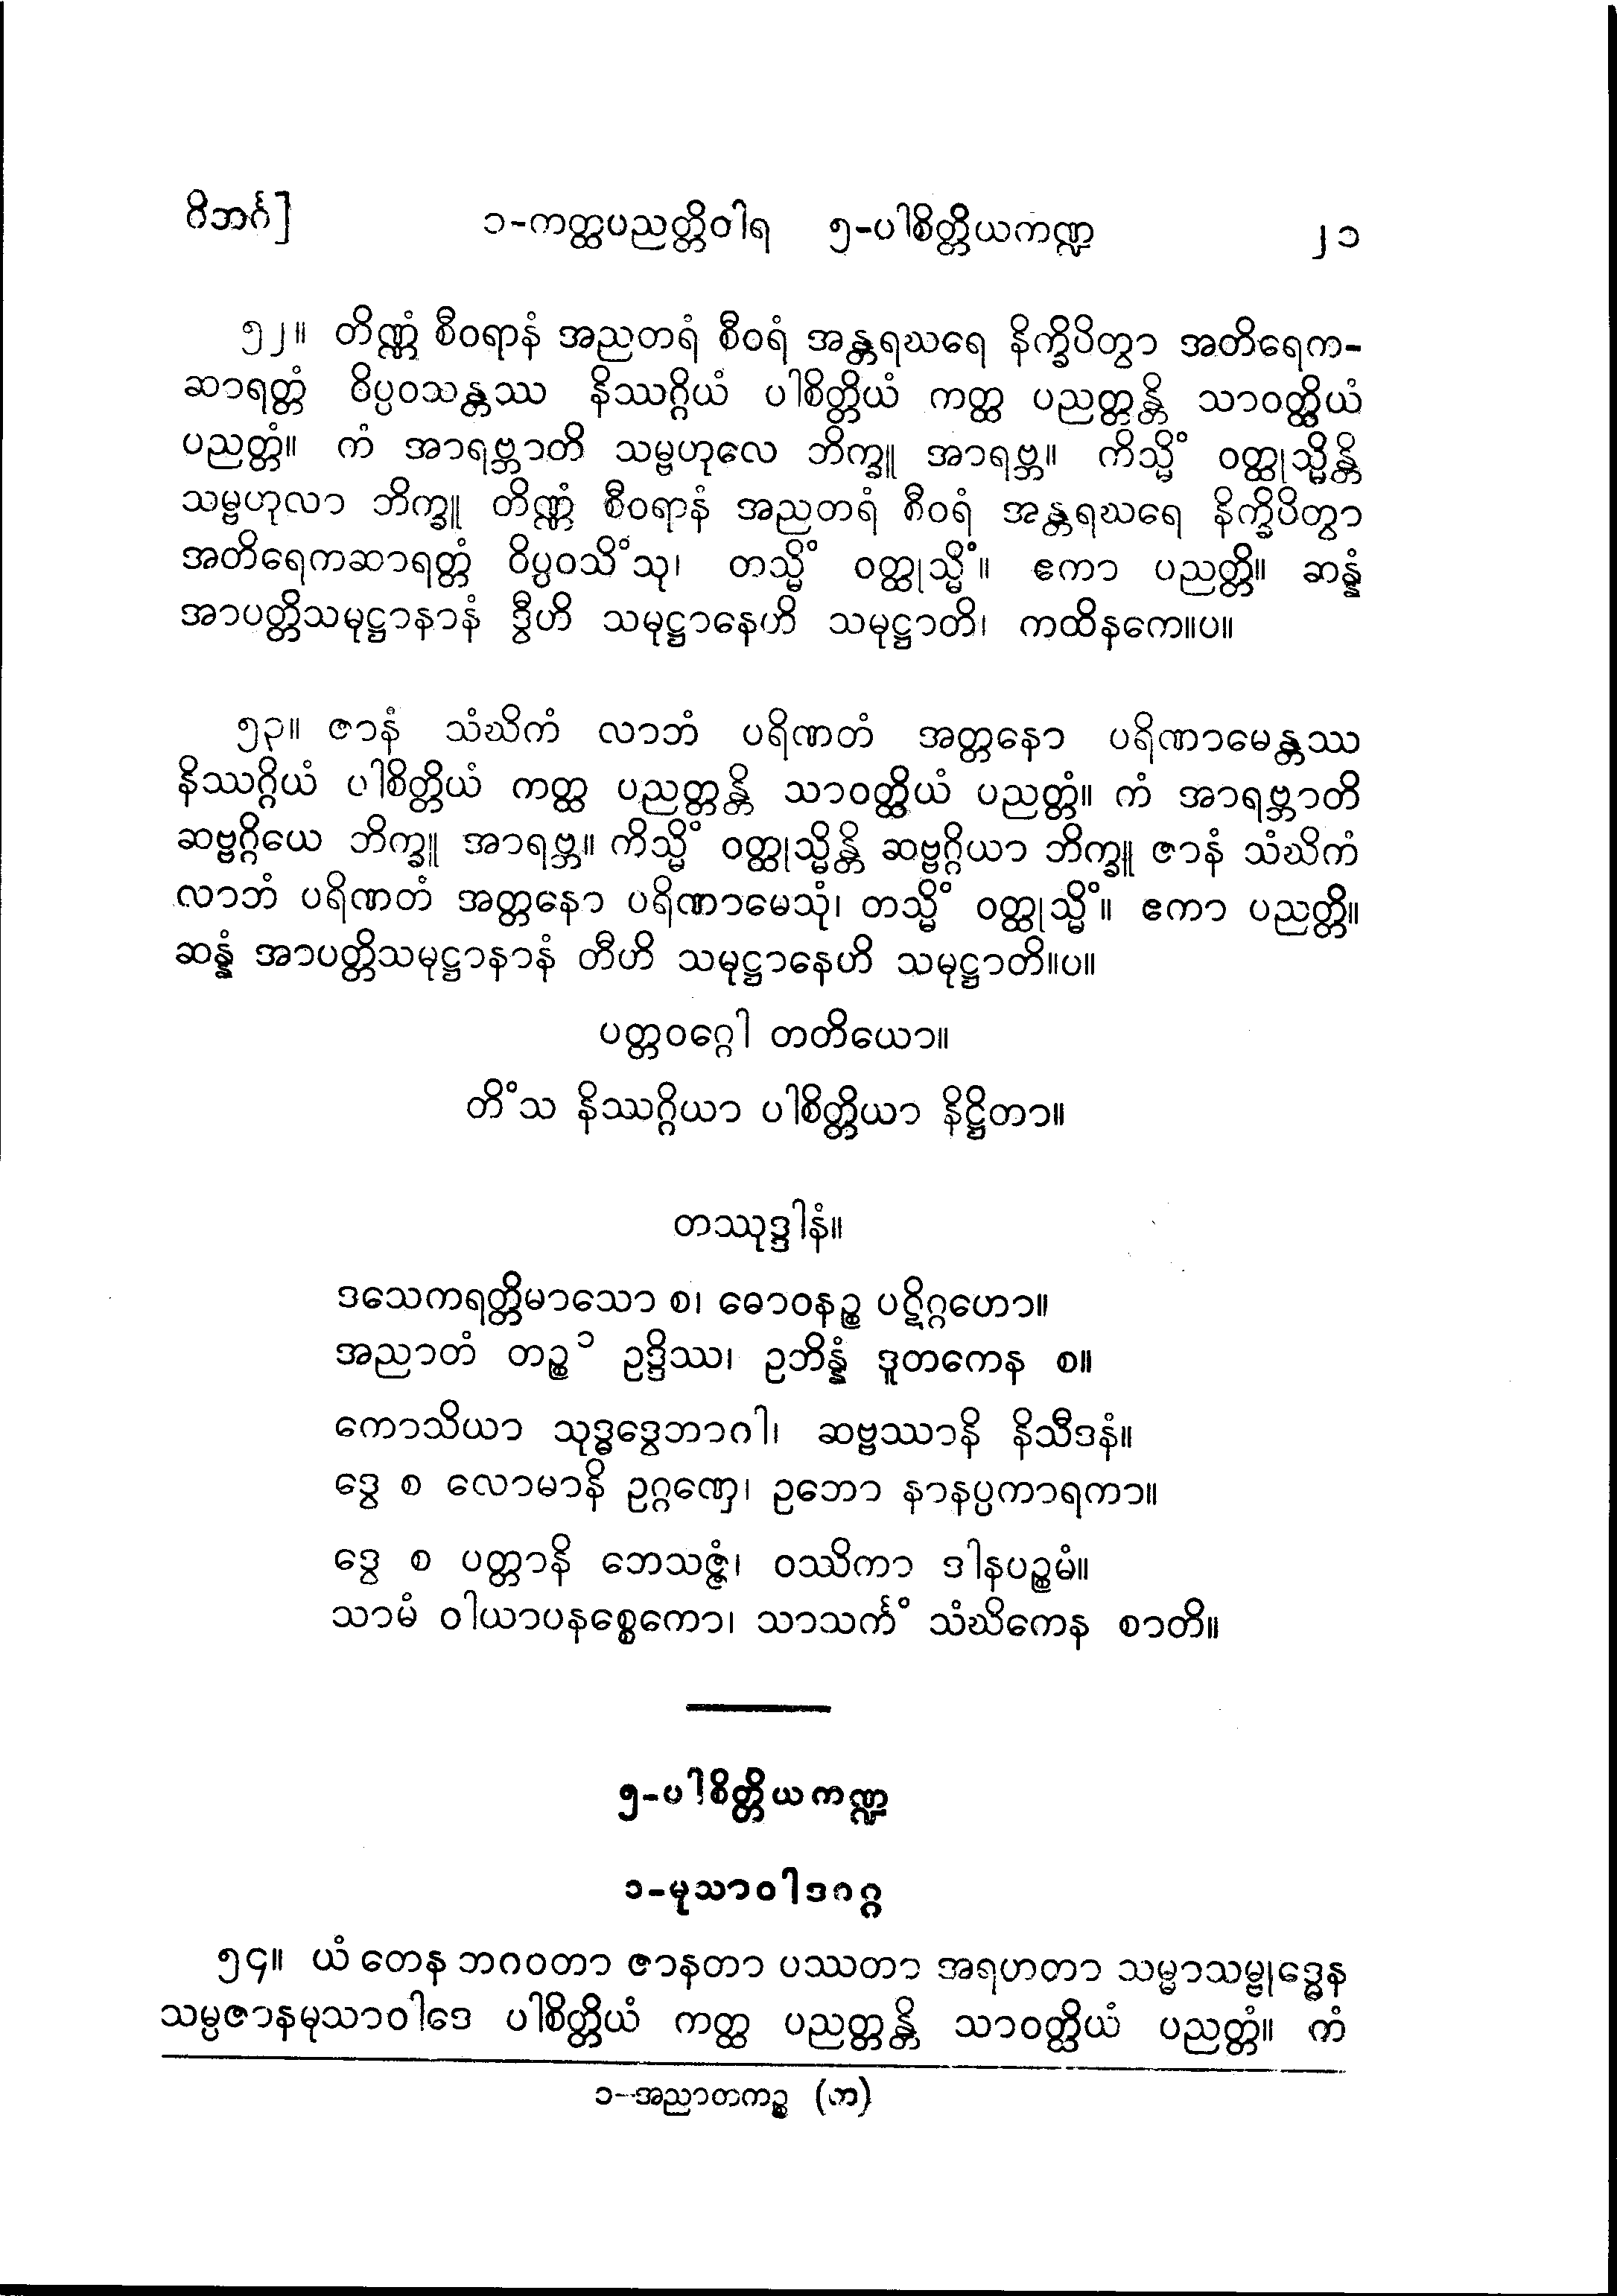 ဝိဘင်္ဂ]	၁-ကတ္ထပညတ္တိဝါရ ၅-ပါစိတ္တိယကဏ္ဍ	၂၁
၅၂။ တိဏ္ဏံ စီဝရာနံ အညတရံ စီဝရံ အန္တရဃရေ နိက္ခိပိတွာ အတိရေက-
ဆာရတ္တံ ဝိပ္ပဝသန္တဿ နိဿဂ္ဂိယံ ပါစိတ္တိယံ ကတ္ထ ပညတ္တန္တိ သာဝတ္ထိယံ
ပညတ္တံ။ ကံ အာရဗ္ဘာတိ သမ္ဗဟုလေ ဘိက္ခူ အာရဗ္ဘ။ ကိသ္မိံ ဝတ္ထုသ္မိန္တိ
သမ္ဗဟုလာ ဘိက္ခူ တိဏ္ဏံ စီဝရာနံ အညတရံ စီဝရံ အန္တရဃရေ နိက္ခိပိတွာ
အတိရေကဆာရတ္တံ ဝိပ္ပဝသိံသု၊ တသ္မိံ ဝတ္ထုသ္မိံ။ ဧကာ ပညတ္တိ။ ဆန္နံ
အာပတ္တိသမုဋ္ဌာနာနံ ဒွီဟိ သမုဋ္ဌာနေဟိ သမုဋ္ဌာတိ၊ ကထိနကေ။ပ။
၅၃။ ဇာနံ သံဃိကံ လာဘံ ပရိဏတံ အတ္တနော ပရိဏာမေန္တဿ
နိဿဂ္ဂိယံ ပါစိတ္တိယံ ကတ္ထ ပညတ္တန္တိ သာဝတ္ထိယံ ပညတ္တံ။ ကံ အာရဗ္ဘာတိ
ဆဗ္ဗဂ္ဂိယေ ဘိက္ခူ အာရဗ္ဘ။ ကိသ္မိံ ဝတ္ထုသ္မိန္တိ ဆဗ္ဗဂ္ဂိယာ ဘိက္ခူ ဇာနံ သံဃိကံ
လာဘံ ပရိဏတံ အတ္တနော ပရိဏာမေသုံ၊ တသ္မိံ ဝတ္ထုသ္မိံ။ ဧကာ ပညတ္တိ။
ဆန္နံ အာပတ္တိသမုဋ္ဌာနာနံ တီဟိ သမုဋ္ဌာနေဟိ သမုဋ္ဌာတိ။ပ။
ပတ္တဝဂ္ဂေါ တတိယော။
တိံသ နိဿဂ္ဂိယာ ပါစိတ္တိယာ နိဋ္ဌိတာ။
တဿုဒ္ဒါနံ။
ဒသေကရတ္တိမာသော စ၊ ဓောဝနဉ္စ ပဋိဂ္ဂဟော။
အညာတံ တဉ္စ၁ ဥဒ္ဒိဿ၊ ဥဘိန္နံ ဒူတကေန စ။
ကောသိယာ သုဒ္ဓဒွေဘာဂါ၊ ဆဗ္ဗဿာနိ နိသီဒနံ။
ဒွေ စ လောမာနိ ဥဂ္ဂဏှေ၊ ဥဘော နာနပ္ပကာရကာ။
ဒွေ စ ပတ္တာနိ ဘေသဇ္ဇံ၊ ဝဿိကာ ဒါနပဉ္စမံ။
သာမံ ဝါယာပနစ္စေကော၊ သာသင်္ကံ သံဃိကေန စာတိ။
၅-ပါစိတ္တိယကဏ္ဍ
၁-မုသာဝါဒဂဂ္ဂ
၅၄။ ယံ တေန ဘဂဝတာ ဇာနတာ ပဿတာ အရဟတာ သမ္မာသမ္ဗုဒ္ဓေန
သမ္ပဇာနမုသာဝါဒေ ပါစိတ္တိယံ ကတ္ထ ပညတ္တန္တိ သာဝတ္ထိယံ ပညတ္တံ။ ကံ
၁-အညာတကဉ္စ (က)